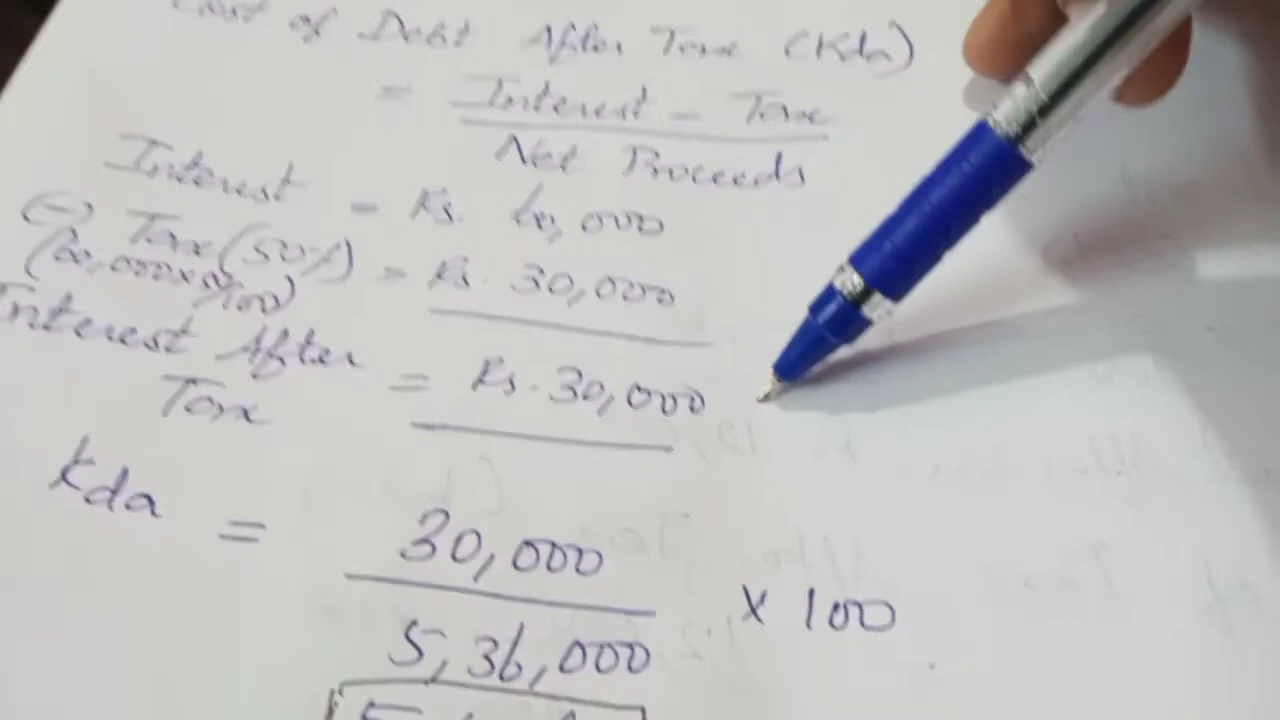 Cost of Debt After Tax (Kda)
= Interest - Tax
Net Proceeds
Interest = Rs. 60,000
(-) Tax (50%) = Rs. 30,000
(60,000 x 50/100)
Interest After Tax = Rs. 30,000
Kda = 30,000 x 100
5,36,000